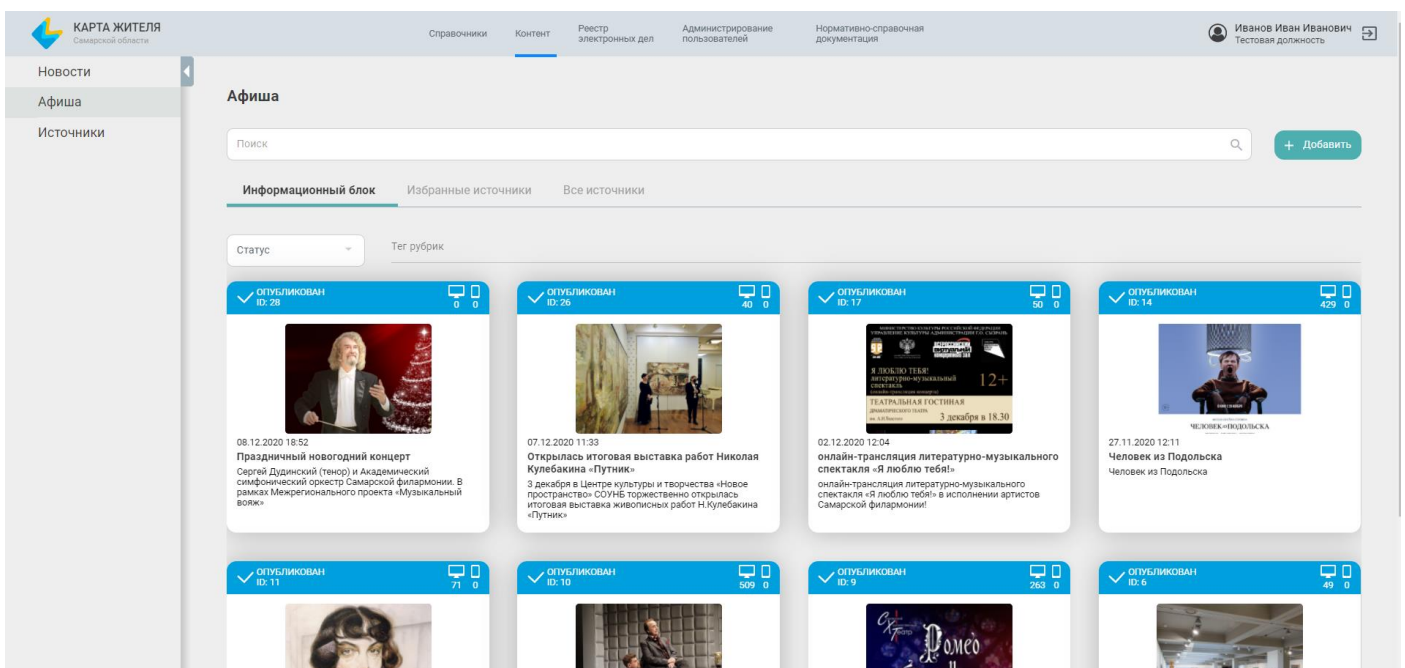 КАРТА ЖИТЕЛЯ
Самарской области
Справочники
Контент
Реестр
электронных дел
Администрирование
пользователей
Нормативно-справочная
документация
Иванов Иван Иванович
Тестовая должность
Новости
Афиша
Источники
Афиша
Поиск
+ Добавить
Информационный блок
Избранные источники
Все источники
Статус
Тег рубрик
ОПУБЛИКОВАН
ID: 28
0 0
08.12.2020 18:52
Праздничный новогодний концерт
Сергей Дудинский (тенор) и Академический
симфонический оркестр Самарской филармонии. В
рамках Межрегионального проекта «Музыкальный
вояж»
ОПУБЛИКОВАН
ID: 26
40 0
07.12.2020 11:33
Открылась итоговая выставка работ Николая
Кулебакина «Путник»
3 декабря в Центре культуры и творчества «Новое
пространство» СОУНБ торжественно открылась
итоговая выставка живописных работ Н.Кулебакина
«Путник»
ОПУБЛИКОВАН
ID: 17
50 0
Я ЛЮБЛЮ ТЕБЯ!
литературно-музыкальный
спектакль
12+
ТЕАТРАЛЬНАЯ ГОСТИНАЯ
3 декабря в 18.30
02.12.2020 12:04
онлайн-трансляция литературно-музыкального
спектакля «Я люблю тебя!»
онлайн-трансляция литературно-музыкального
спектакля «Я люблю тебя!» в исполнении артистов
Самарской филармонии!
ОПУБЛИКОВАН
ID: 14
429 0
ЧЕЛОВЕК=ПОДОЛЬСКА
27.11.2020 12:11
Человек из Подольска
Человек из Подольска
ОПУБЛИКОВАН
ID: 11
71 0
ОПУБЛИКОВАН
ID: 10
509 0
ОПУБЛИКОВАН
ID: 9
263 0
Театр
Ромео
ОПУБЛИКОВАН
ID: 6
49 0